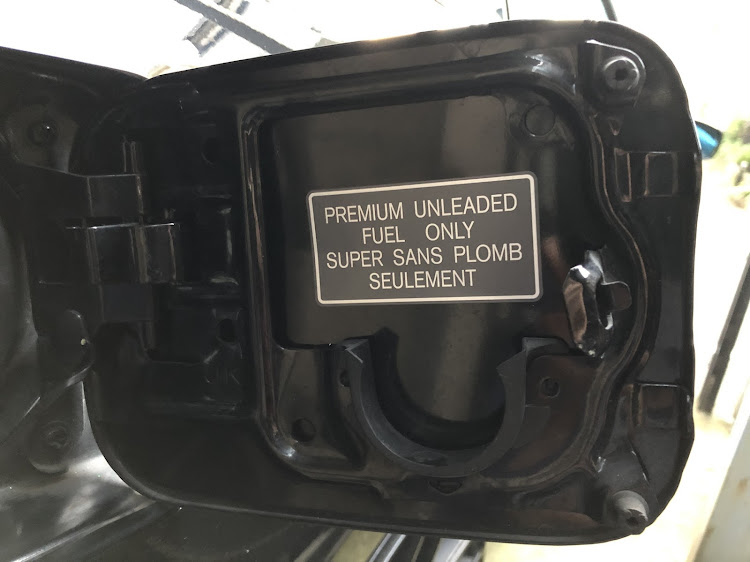 PREMIUM UNLEADED
FUEL ONLY
SUPER SANS PLOMB
SEULEMENT